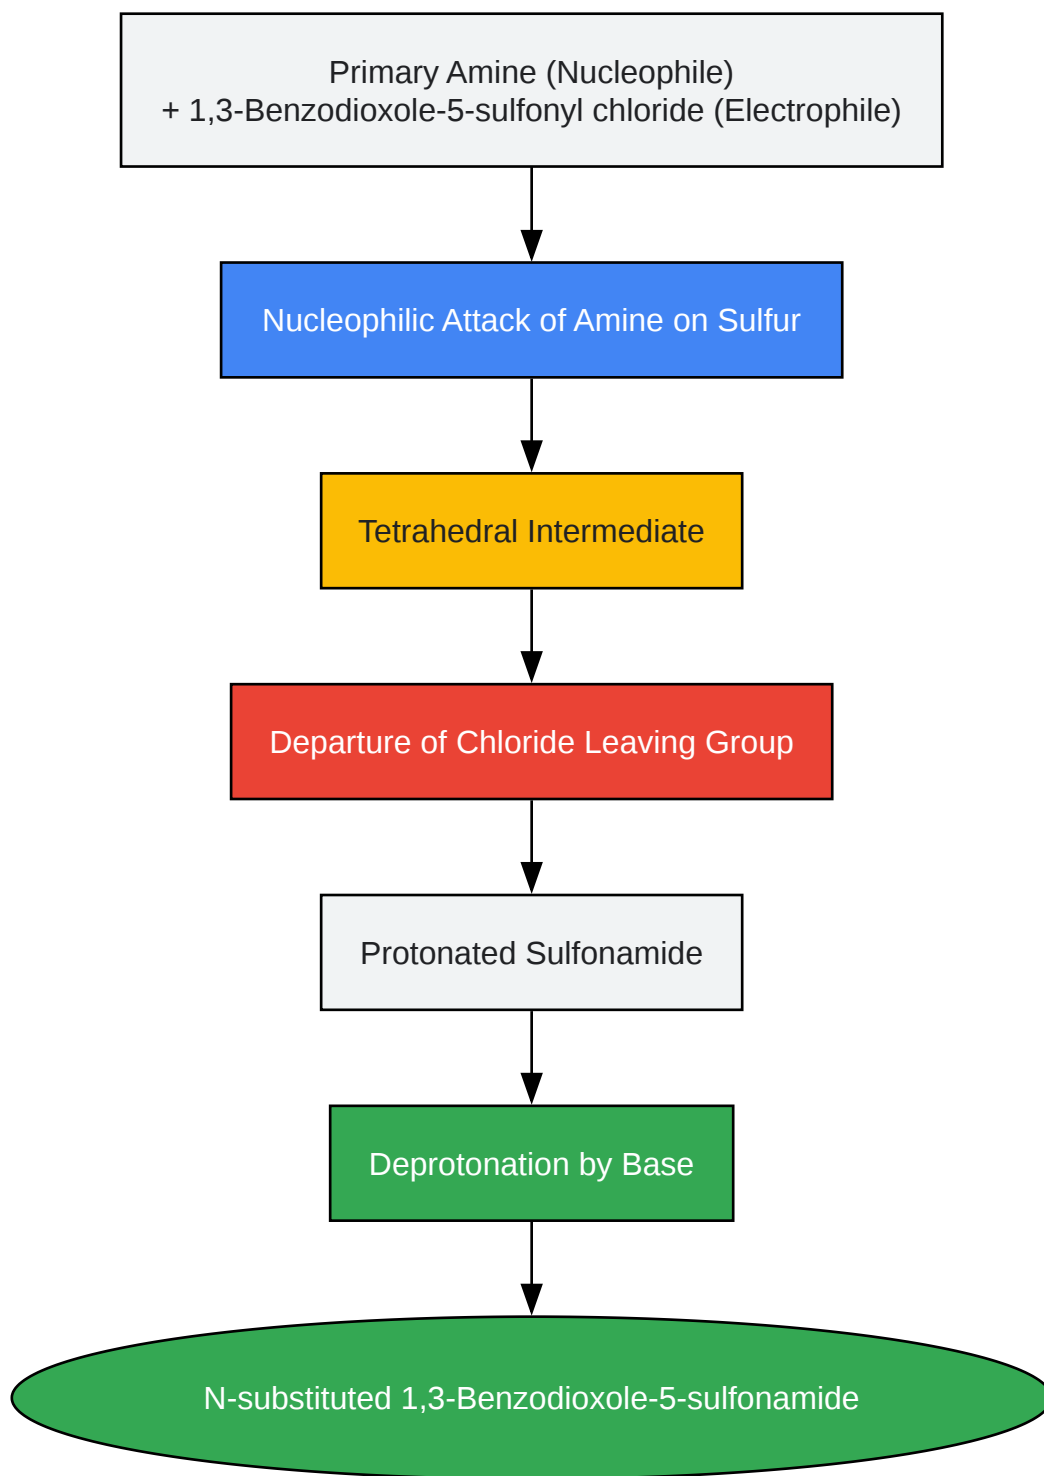 Primary Amine (Nucleophile)
+ 1,3-Benzodioxole-5-sulfonyl chloride (Electrophile)
Nucleophilic Attack of Amine on Sulfur
Tetrahedral Intermediate
Departure of Chloride Leaving Group
Protonated Sulfonamide
Deprotonation by Base
N-substituted 1,3-Benzodioxole-5-sulfonamide